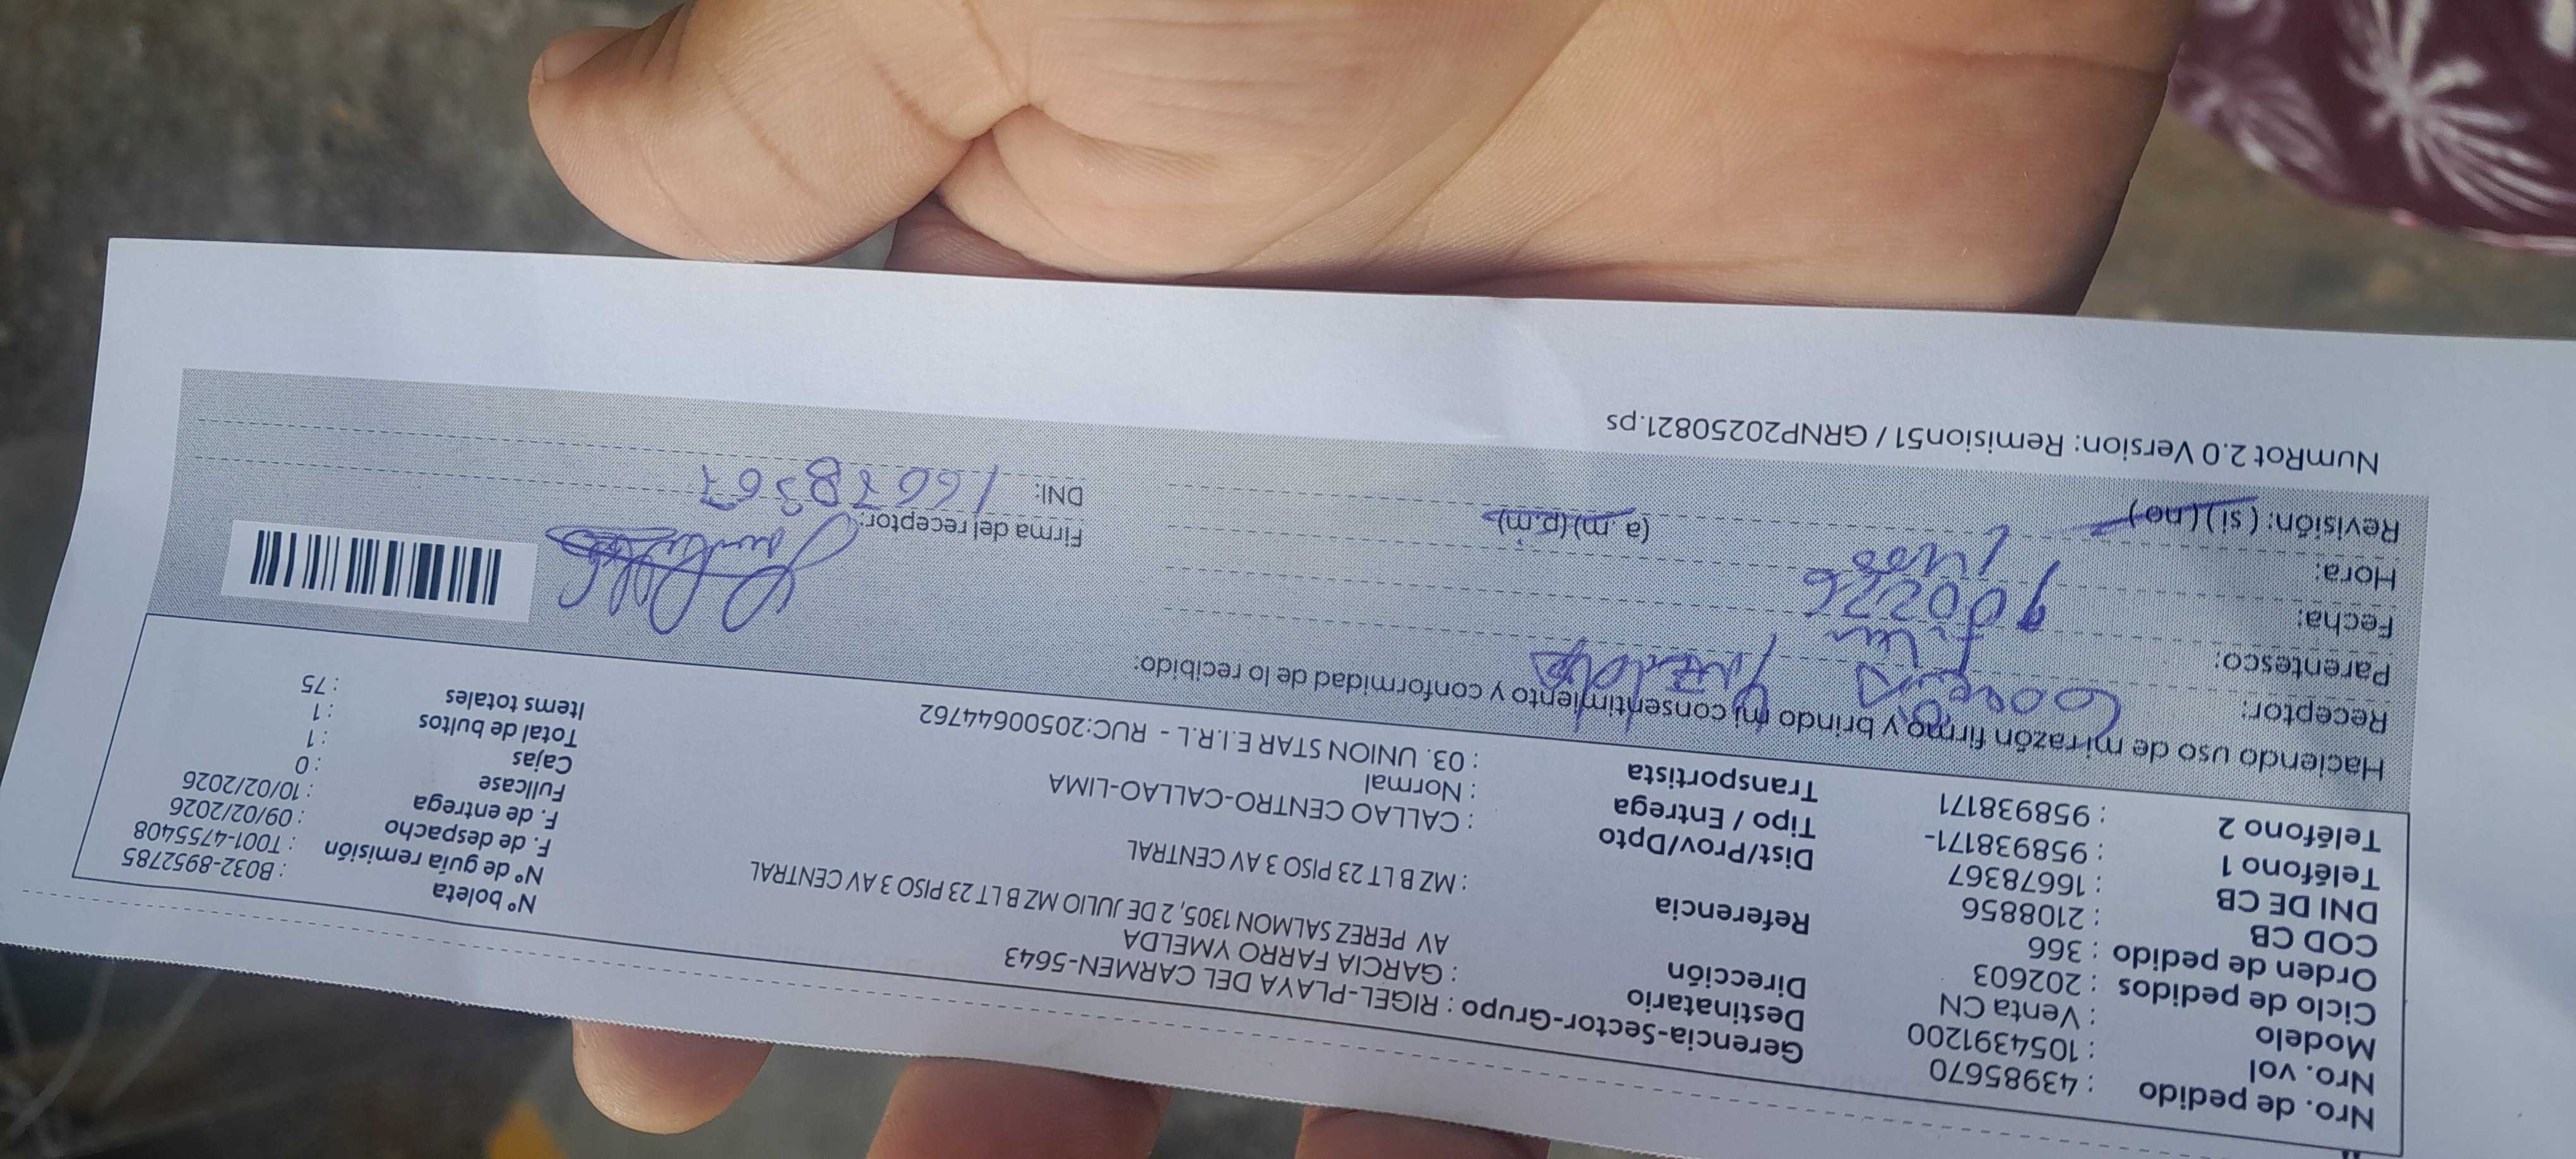 Nro. de pedido : 43985670
Nro. vol : 1054391200
Modelo : Venta CN
Ciclo de pedidos : 202603
Orden de pedido : 366
COD CB : 2108856
DNI DE CB : 16678367
Teléfono 1 : 958938171-
Teléfono 2 : 958938171
Gerencia-Sector-Grupo : RIGEL-PLAYA DEL CARMEN-5643
Destinatario : GARCIA FARRO YMELDA
Dirección AV PEREZ SALMON 1305, 2 DE JULIO MZ B LT 23 PISO 3 AV CENTRAL
Referencia : MZ B LT 23 PISO 3 AV CENTRAL
Dist/Prov/Dpto : CALLAO CENTRO-CALLAO-LIMA
Tipo / Entrega : Normal
Transportista : 03. UNION STAR E.I.R.L - RUC:20500644762
N° boleta : B032-8952785
N° de guía remisión : T001-4755408
F. de despacho : 09/02/2026
F. de entrega : 10/02/2026
Fullcase : 0
Cajas : 1
Total de bultos : 1
Items totales : 75
Haciendo uso de mi razón firmo y brindo mi consentimiento y conformidad de lo recibido:
Receptor:
Parentesco:
Fecha: 90226
Hora: 1400 (a.m) (p.m)
Revisión: (si) (no)
Firma del receptor:
DNI: 16678367
NumRot 2.0 Version: Remision51 / GRNP20250821.ps